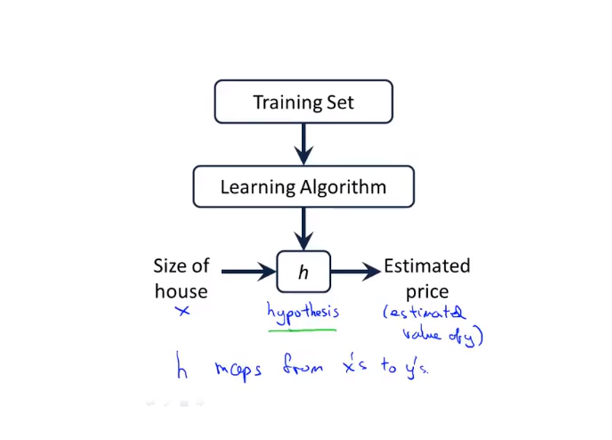 Training Set
Learning Algorithm
Size of
house
h
Estimated
price
x
hypothesis
(estimated
value of y)
h maps from x's to y's.